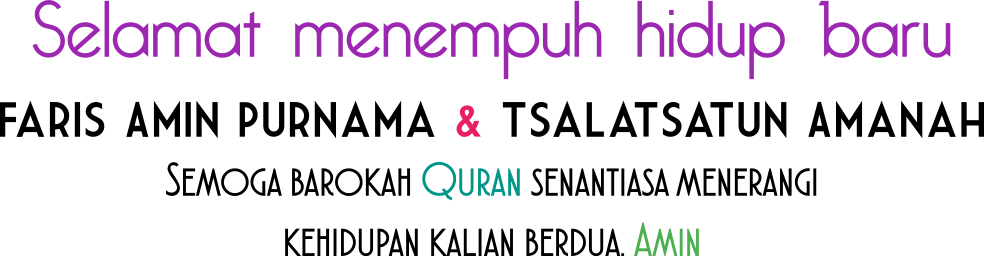 Selamat menempuh hidup baru
FARIS AMIN PURNAMA & TSALATSATUN AMANAH
SEMOGA BAROKAH QURAN SENANTIASA MENERANGI
KEHIDUPAN KALIAN BERDUA. AMIN